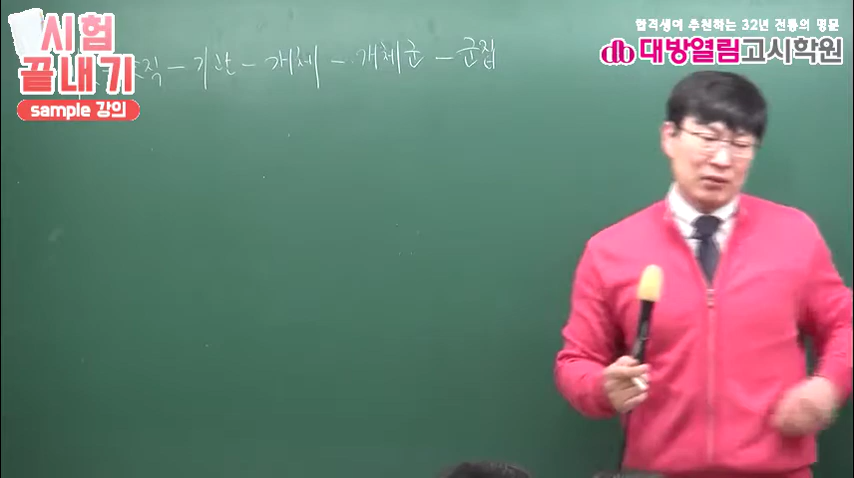 시험
끝내기
sample 강의
합격생이 추천하는 32년 전통의 명문
db 대방열림고시학원
조직 – 기관 – 개체 – 개체군 – 군집